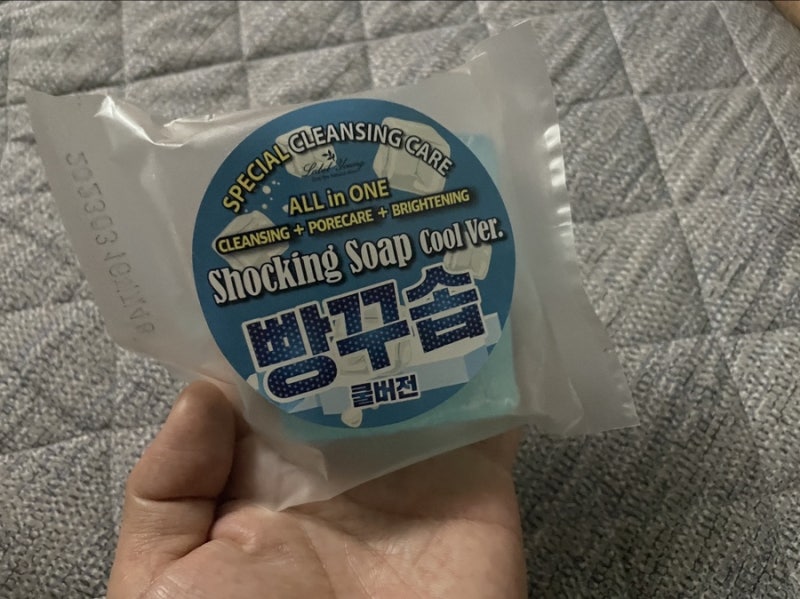 SPECIAL CLEANSING CARE
Label Young
ALL in ONE
CLEANSING + PORECARE + BRIGHTENING
Shocking Soap Cool Ver.
빵꾸솝
쿨버전